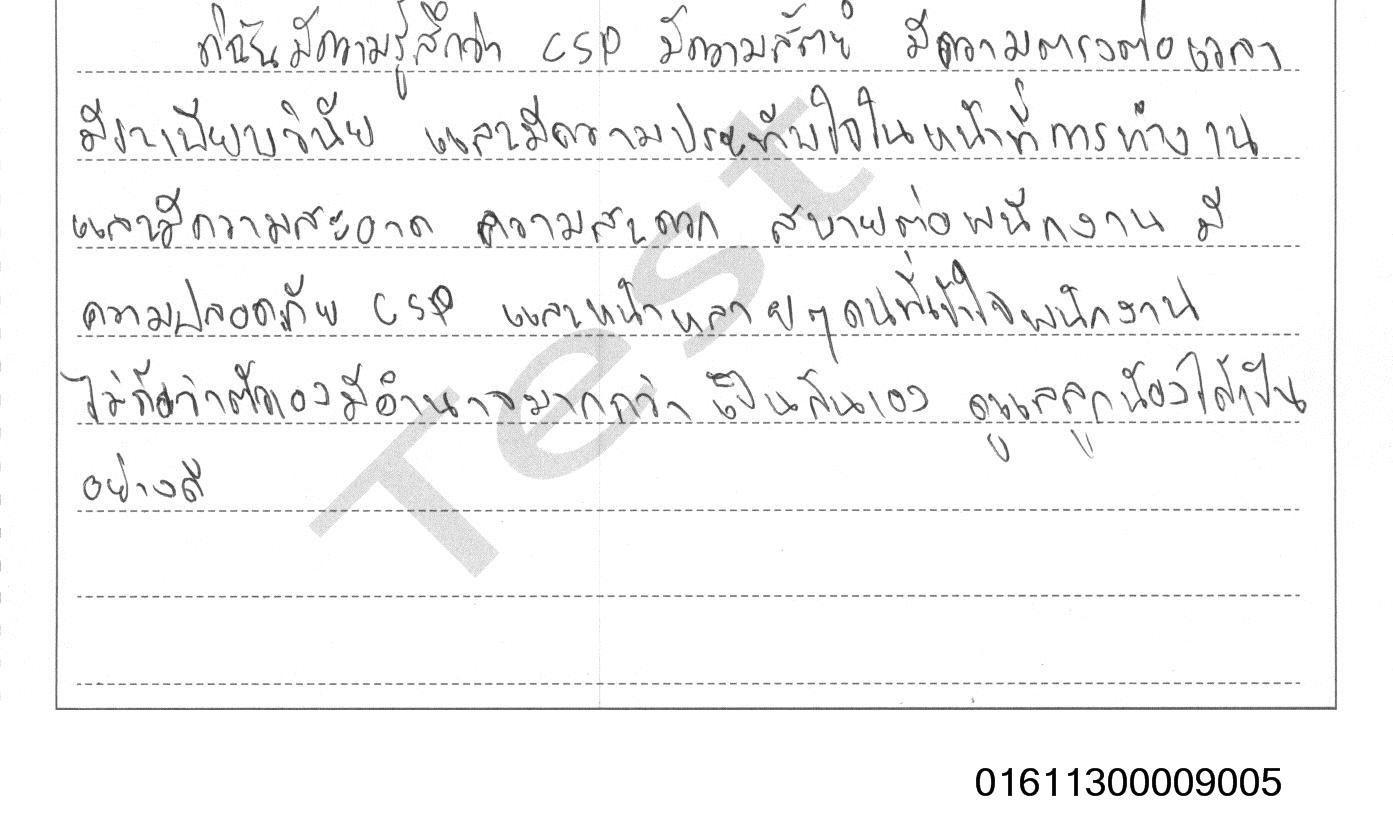 ดิฉันมีความรู้สึกว่า CSP มีความสัตย์ มีความตรงต่อเวลา
มีระเบียบวินัย และมีความประทับใจในหน้าที่การทำงาน
และมีความสะอาด ความสะดวก สบายต่อพนักงาน มี
ความปลอดภัย CSP และหน้าหลายๆคนที่เข้าใจพนักงาน
ไม่ถือว่าตัวเองมีอำนาจมากกว่า เป็นกันเอง ดูแลลูกน้องได้เป็น
อย่างดี
Test
01611300009005